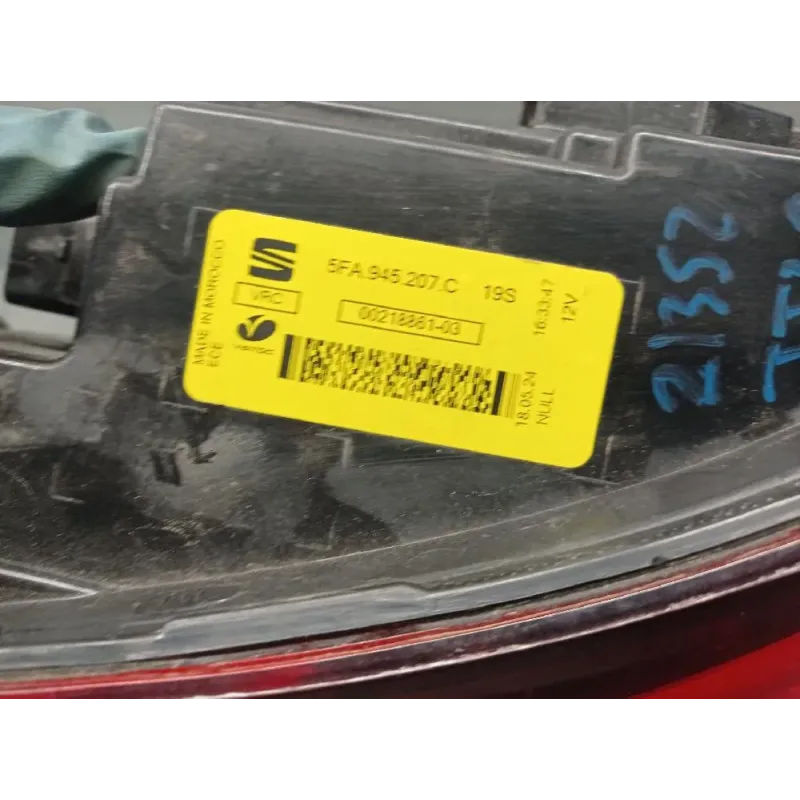 5FA.945.207.C 19S
VRC
00218861-03
MADE IN MOROCCO
ECE
16:33:47
12V
18.05.24
NULL
21352